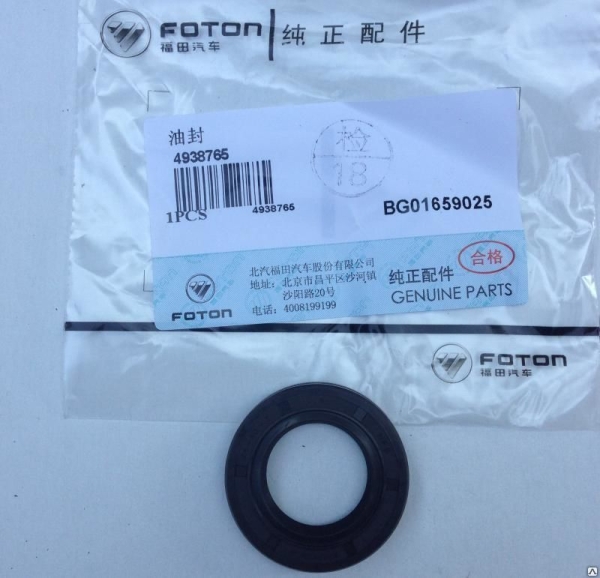 FOTON 纯正配件
福田汽车
油封
4938765
检
18
1PCS
4938765
BG01659025
北汽福田汽车股份有限公司
地址：北京市昌平区沙河镇
沙阳路20号
电话：4008199199
FOTON
合格
纯正配件
GENUINE PARTS
FOTON
福田汽车